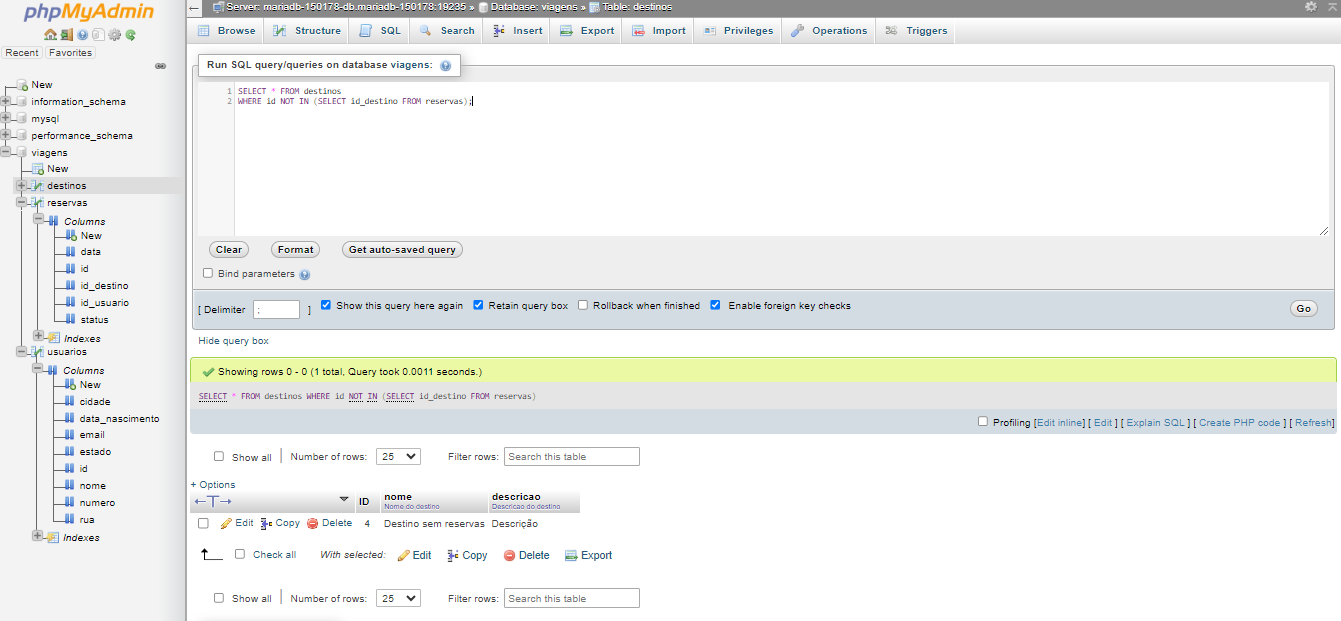 phpMyAdmin
Recent Favorites
New
information_schema
mysql
performance_schema
viagens
New
destinos
reservas
Columns
New
data
id
id_destino
id_usuario
status
Indexes
usuarios
Columns
New
cidade
data_nascimento
email
estado
id
nome
numero
rua
Indexes
Server: mariadb-150178-db.mariadb-150178:19235 » Database: viagens » Table: destinos
Browse Structure SQL Search Insert Export Import Privileges Operations Triggers
Run SQL query/queries on database viagens:
1 SELECT * FROM destinos
2 WHERE id NOT IN (SELECT id_destino FROM reservas);
Clear Format Get auto-saved query
Bind parameters
[ Delimiter ; ] Show this query here again Retain query box Rollback when finished Enable foreign key checks Go
Hide query box
Showing rows 0 - 0 (1 total, Query took 0.0011 seconds.)
SELECT * FROM destinos WHERE id NOT IN (SELECT id_destino FROM reservas)
Profiling [Edit inline] [ Edit ] [ Explain SQL ] [ Create PHP code ] [ Refresh]
Show all Number of rows: 25 Filter rows: Search this table
+ Options
←T→ ID nome descricao
Nome do destino Descricao do destino
Edit Copy Delete 4 Destino sem reservas Descrição
Check all With selected: Edit Copy Delete Export
Show all Number of rows: 25 Filter rows: Search this table